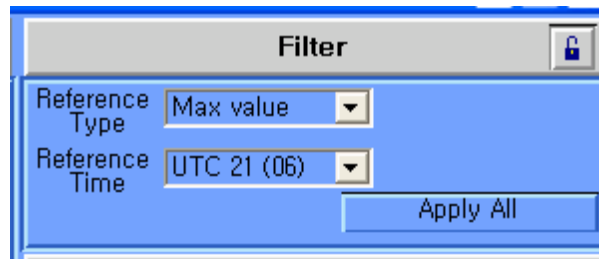 Filter
Reference Type Max value
Reference Time UTC 21 (06)
Apply All